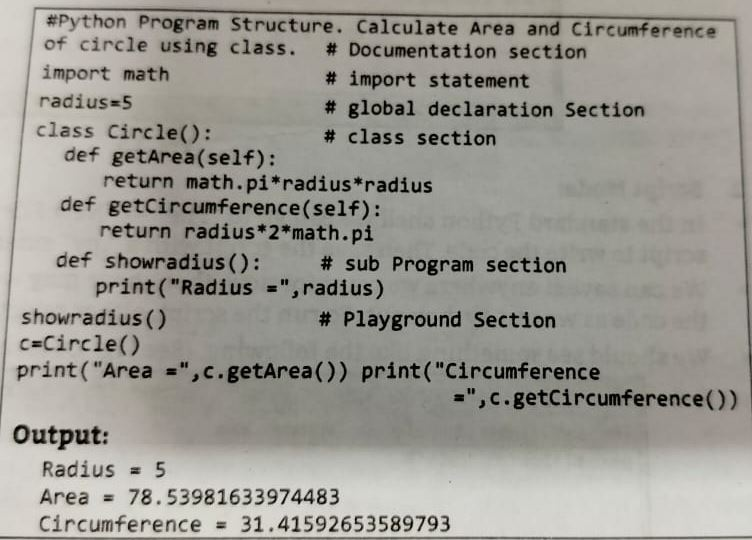 #Python Program Structure. Calculate Area and Circumference
of circle using class.   # Documentation section
import math   # import statement
radius=5   # global declaration Section
class Circle():   # class section
def getArea(self):
return math.pi*radius*radius
def getCircumference(self):
return radius*2*math.pi
def showradius():   # sub Program section
print("Radius =",radius)
showradius()   # Playground Section
c=Circle()
print("Area =",c.getArea()) print("Circumference
=",c.getCircumference())
Output:
Radius = 5
Area = 78.53981633974483
Circumference = 31.41592653589793